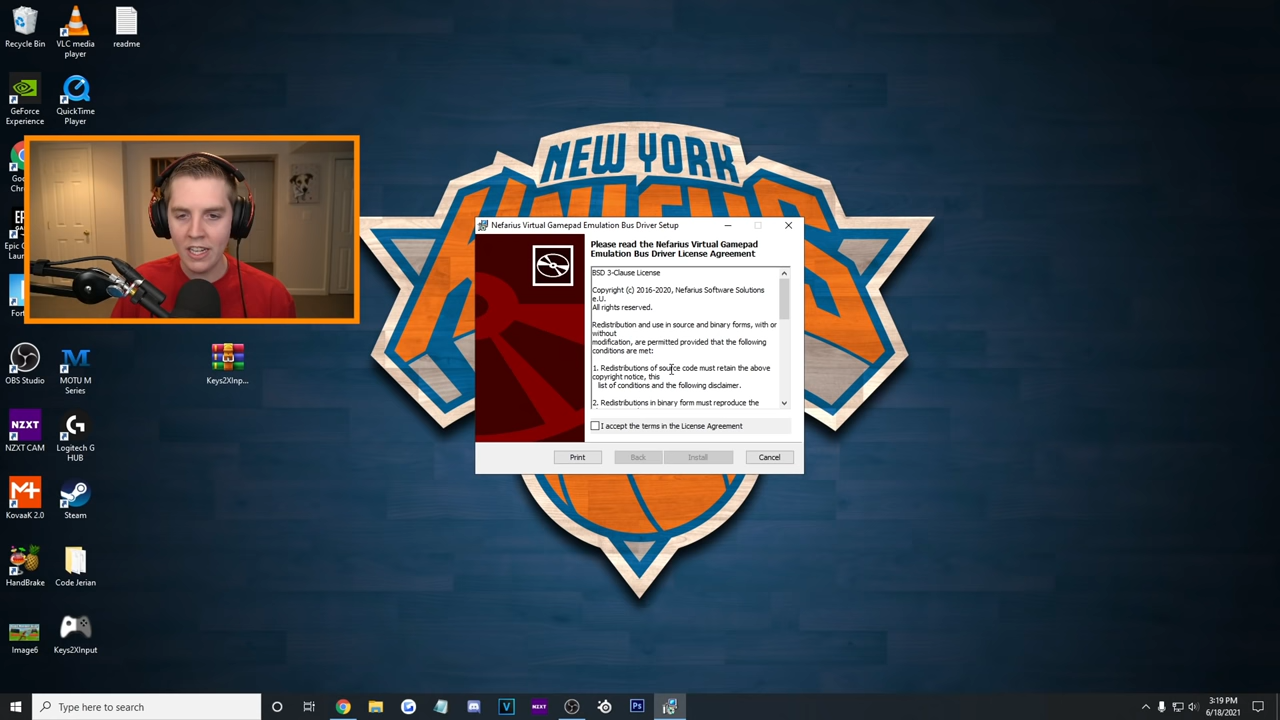 Recycle Bin
VLC media
player
readme
GeForce
Experience
QuickTime
Player
OBS Studio
MOTU M
Series
Keys2XInp...
NZXT
NZXT CAM
Logitech G
HUB
KovaaK 2.0
Steam
HandBrake
Code Jerian
Image6
Keys2XInput
NEW YORK
Nefarius Virtual Gamepad Emulation Bus Driver Setup
Please read the Nefarius Virtual Gamepad
Emulation Bus Driver License Agreement
BSD 3-Clause License
Copyright (c) 2016-2020, Nefarius Software Solutions
e.U.
All rights reserved.
Redistribution and use in source and binary forms, with or
without
modification, are permitted provided that the following
conditions are met:
1. Redistributions of source code must retain the above
copyright notice, this
list of conditions and the following disclaimer.
2. Redistributions in binary form must reproduce the
I accept the terms in the License Agreement
Print
Back
Install
Cancel
Type here to search
NZXT
Ps
3:19 PM
6/18/2021